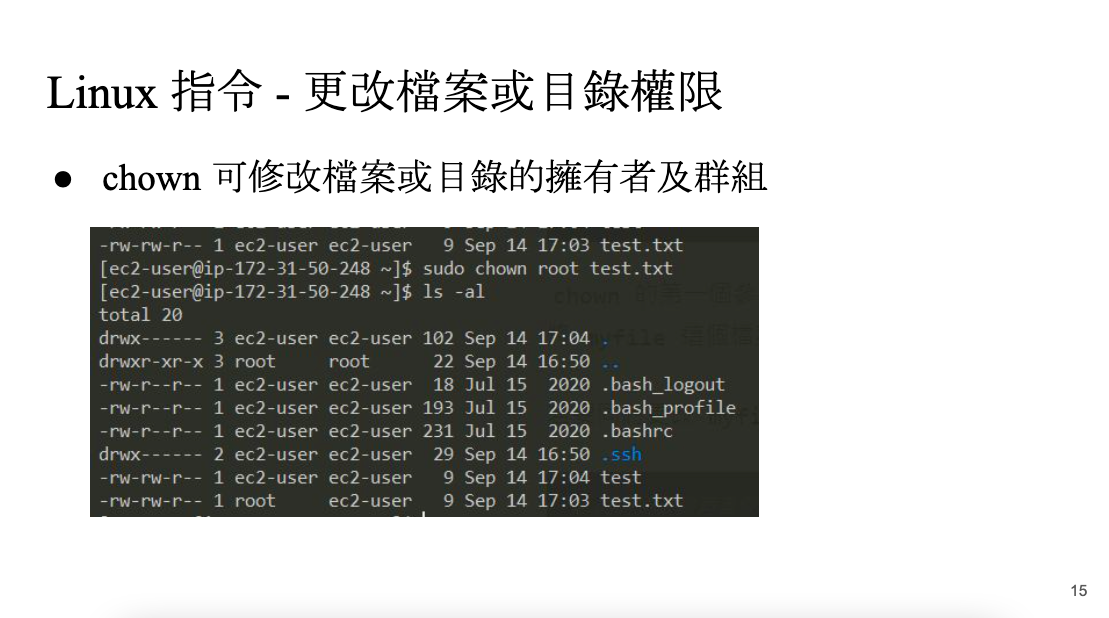 Linux 指令 - 更改檔案或目錄權限
● chown 可修改檔案或目錄的擁有者及群組
-rw-rw-r-- 1 ec2-user ec2-user   9 Sep 14 17:03 test.txt
[ec2-user@ip-172-31-50-248 ~]$ sudo chown root test.txt
[ec2-user@ip-172-31-50-248 ~]$ ls -al
total 20
drwx------ 3 ec2-user ec2-user 102 Sep 14 17:04 .
drwxr-xr-x 3 root     root      22 Sep 14 16:50 ..
-rw-r--r-- 1 ec2-user ec2-user  18 Jul 15  2020 .bash_logout
-rw-r--r-- 1 ec2-user ec2-user 193 Jul 15  2020 .bash_profile
-rw-r--r-- 1 ec2-user ec2-user 231 Jul 15  2020 .bashrc
drwx------ 2 ec2-user ec2-user  29 Sep 14 16:50 .ssh
-rw-rw-r-- 1 ec2-user ec2-user   9 Sep 14 17:04 test
-rw-rw-r-- 1 root     ec2-user   9 Sep 14 17:03 test.txt
15